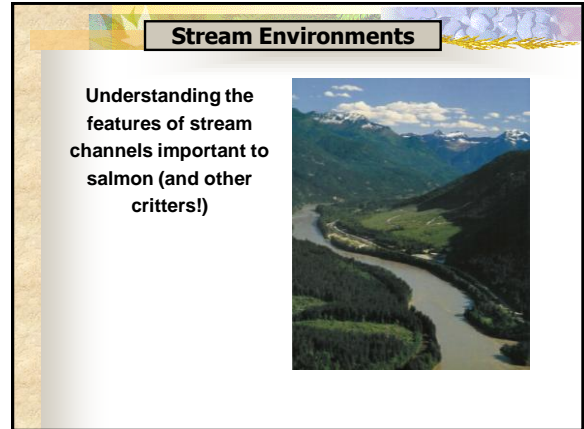 Stream Environments
Understanding the
features of stream
channels important to
salmon (and other
critters!)